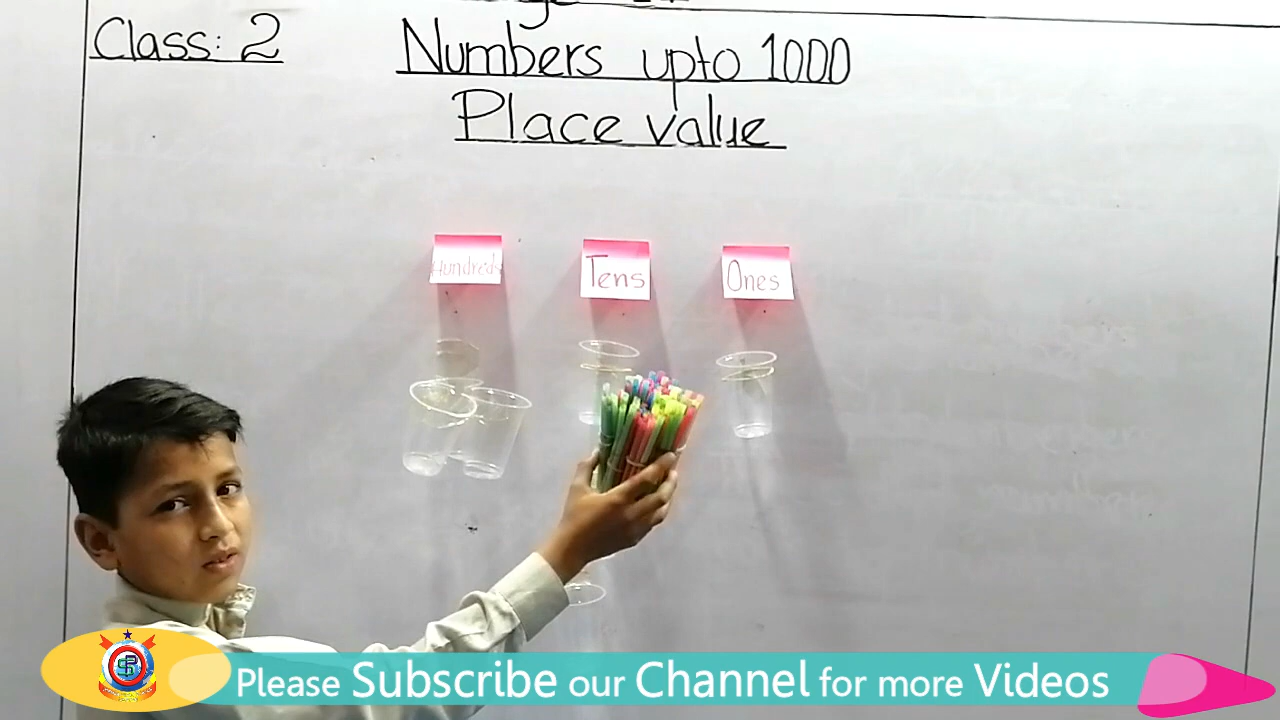 Class: 2
Numbers upto 1000
Place value
Hundreds
Tens
Ones
Please Subscribe our Channel for more Videos